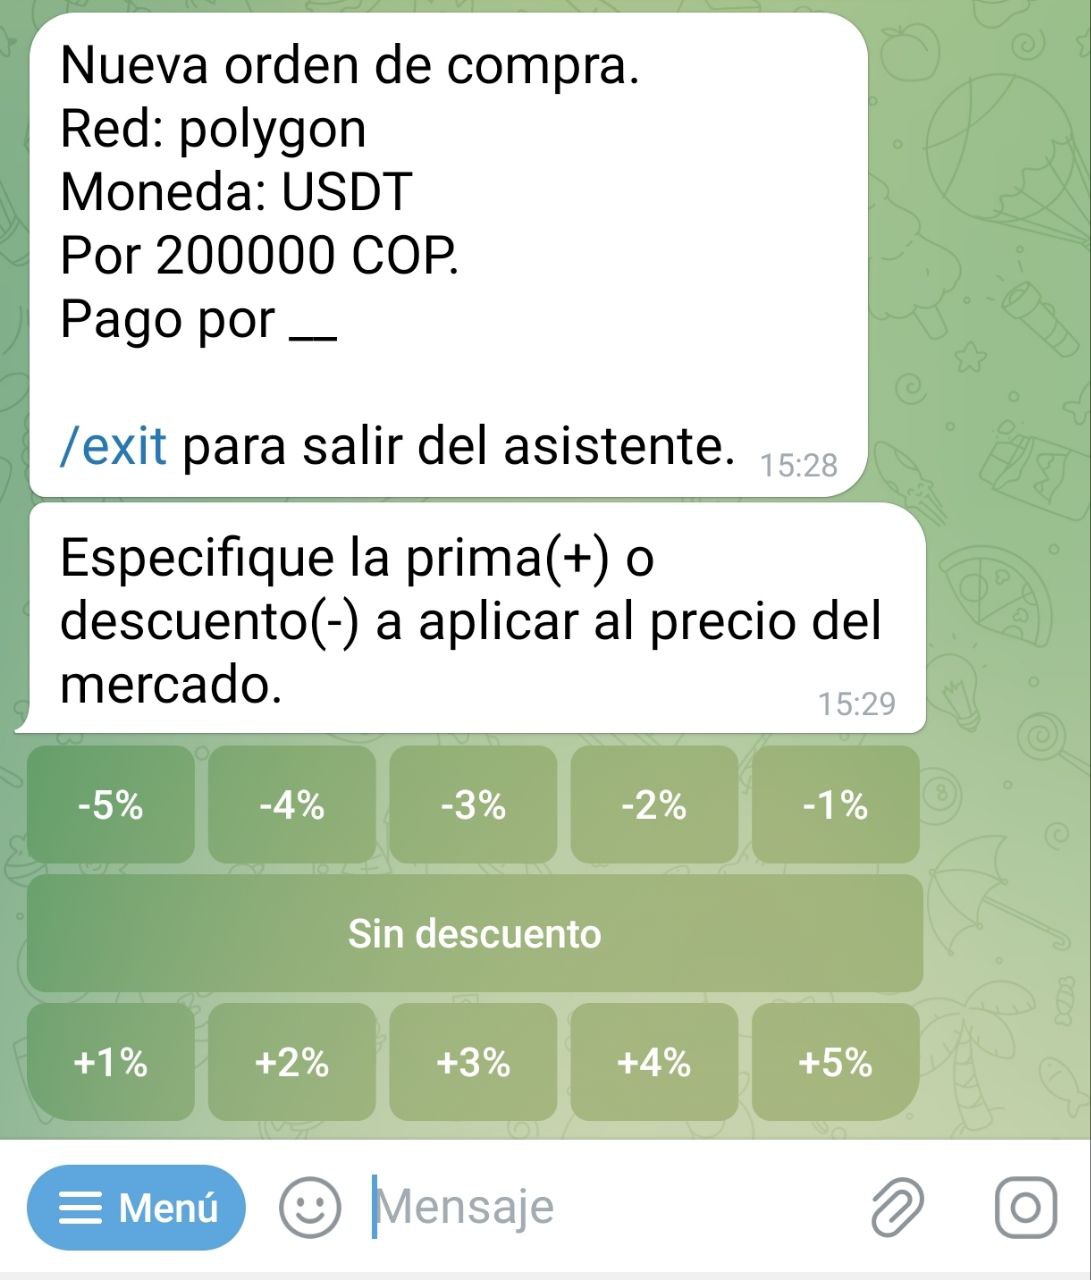 Nueva orden de compra.
Red: polygon
Moneda: USDT
Por 200000 COP.
Pago por __
/exit para salir del asistente. 15:28
Especifique la prima(+) o
descuento(-) a aplicar al precio del
mercado. 15:29
-5% -4% -3% -2% -1%
Sin descuento
+1% +2% +3% +4% +5%
Menú Mensaje